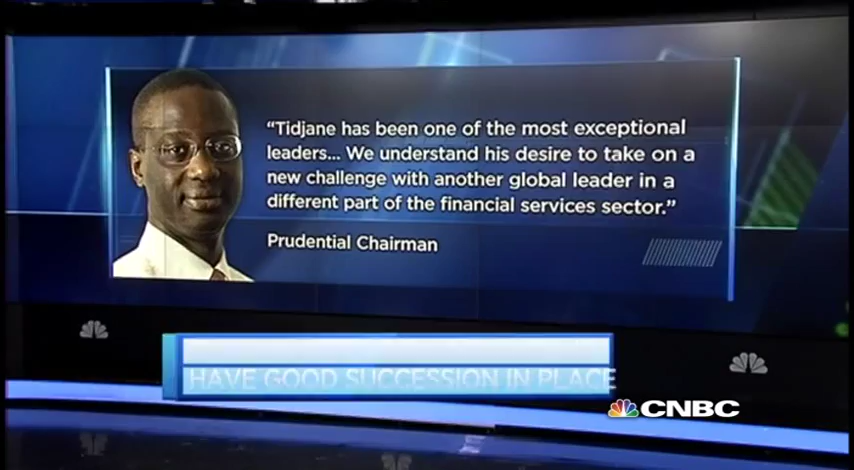 “Tidjane has been one of the most exceptional
leaders... We understand his desire to take on a
new challenge with another global leader in a
different part of the financial services sector.”
Prudential Chairman
HAVE GOOD SUCCESSION IN PLACE
CNBC